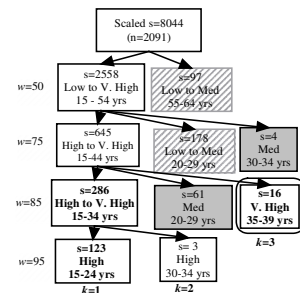 Scaled s=8044
(n=2091)
w=50
s=2558
Low to V. High
15 - 54 yrs
s=97
Low to Med
55-64 yrs
w=75
s=645
High to V. High
15-44 yrs
s=178
Low to Med
20-29 yrs
s=4
Med
30-34 yrs
w=85
s=286
High to V. High
15-34 yrs
s=61
Med
20-29 yrs
s=16
V. High
35-39 yrs
w=95
s=123
High
15-24 yrs
s= 3
High
30-34 yrs
k=3
k=1
k=2